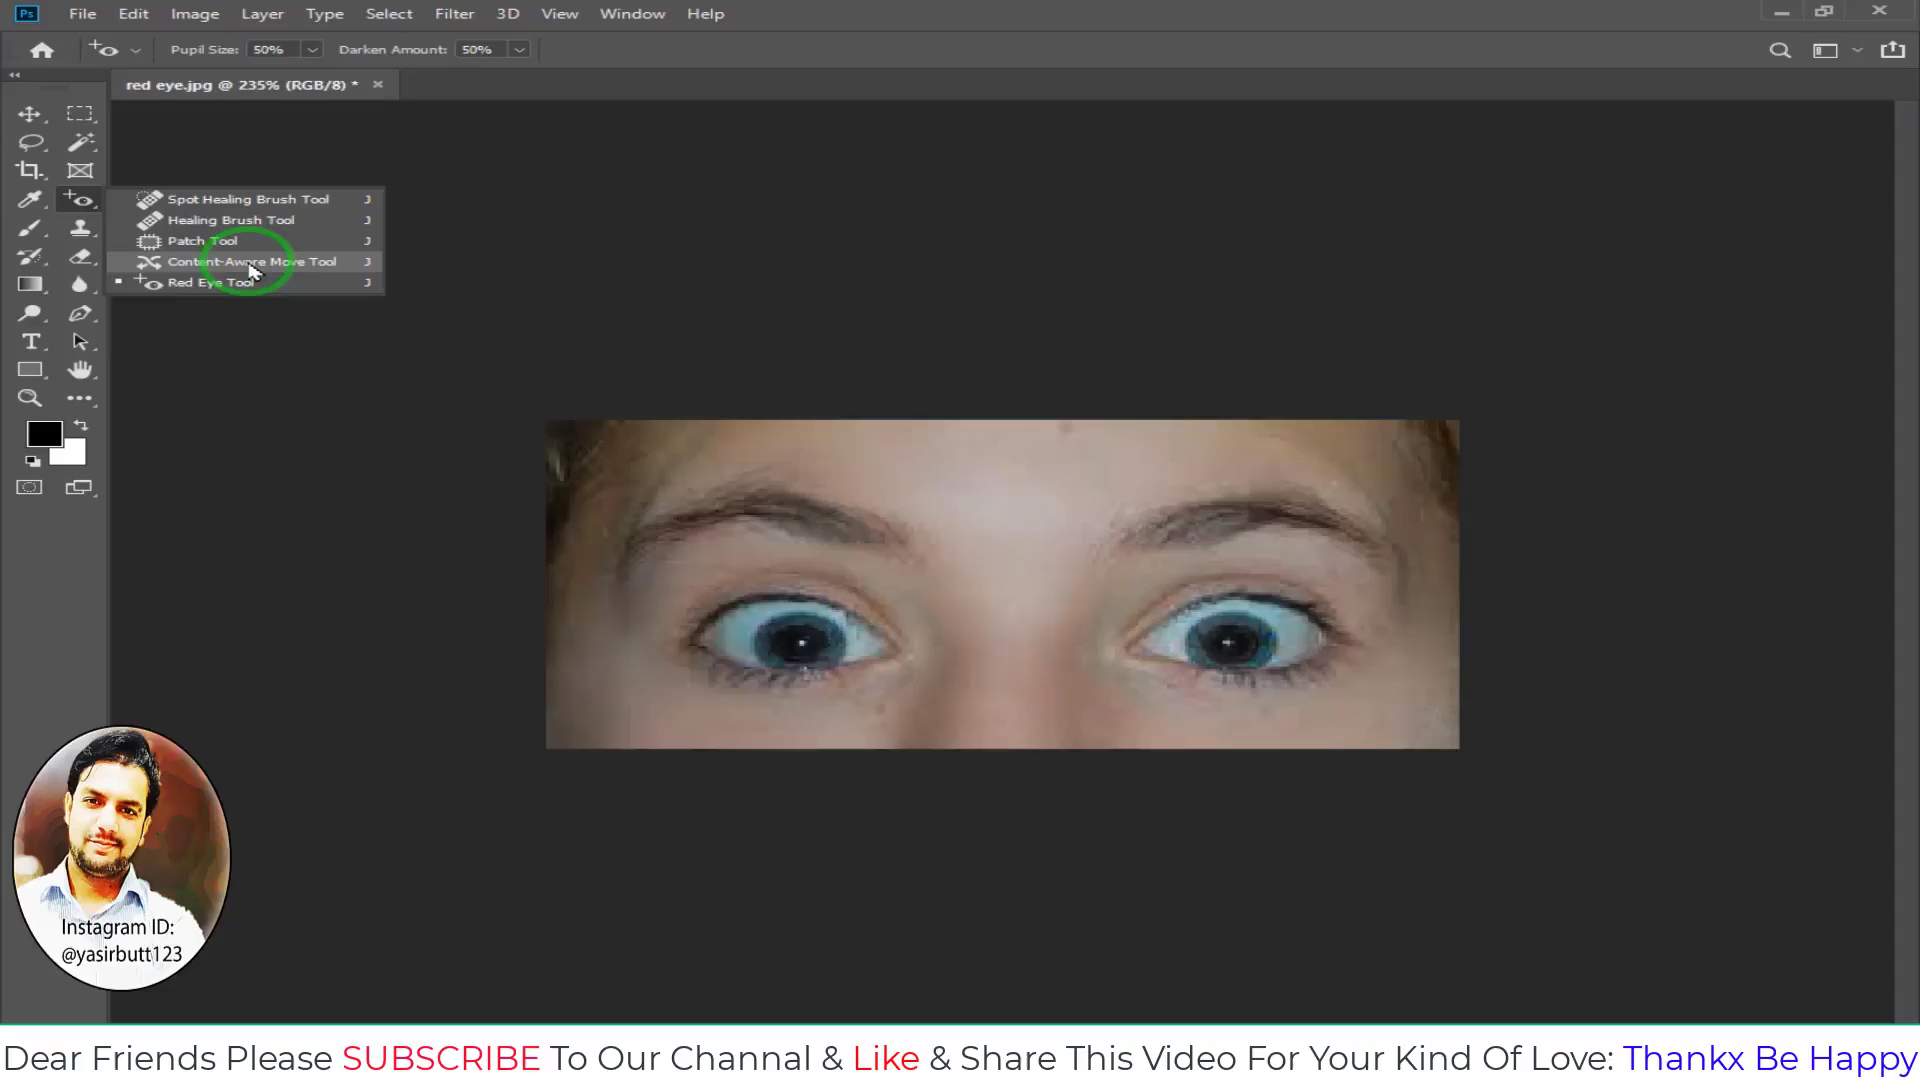 Ps File Edit Image Layer Type Select Filter 3D View Window Help
Pupil Size: 50% Darken Amount: 50%
red eye.jpg @ 235% (RGB/8) * ×
Spot Healing Brush Tool J
Healing Brush Tool J
Patch Tool J
Content-Aware Move Tool J
Red Eye Tool J
Instagram ID:
@yasirbutt123
Dear Friends Please SUBSCRIBE To Our Channal & Like & Share This Video For Your Kind Of Love: Thankx Be Happy